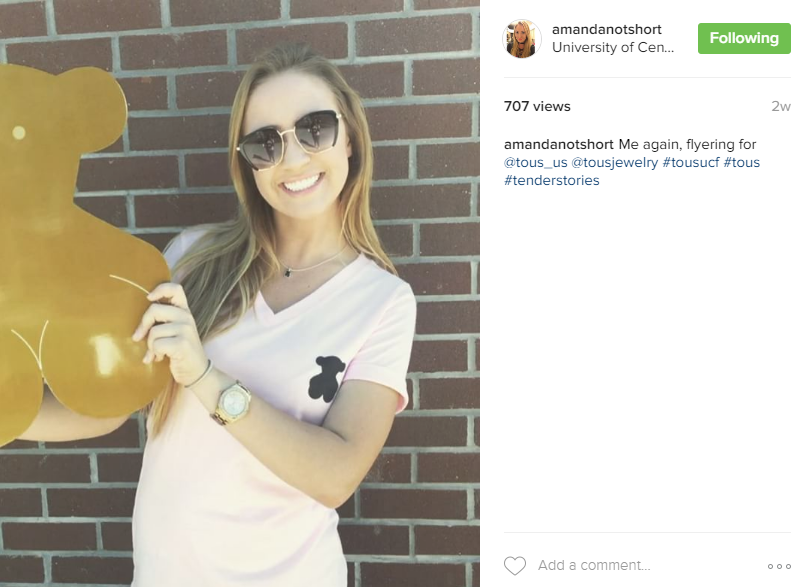 amandanotshort
University of Cen...
Following
707 views
2w
amandanotshort Me again, flyering for
@tous_us @tousjewelry #tousucf #tous
#tenderstories
Add a comment...